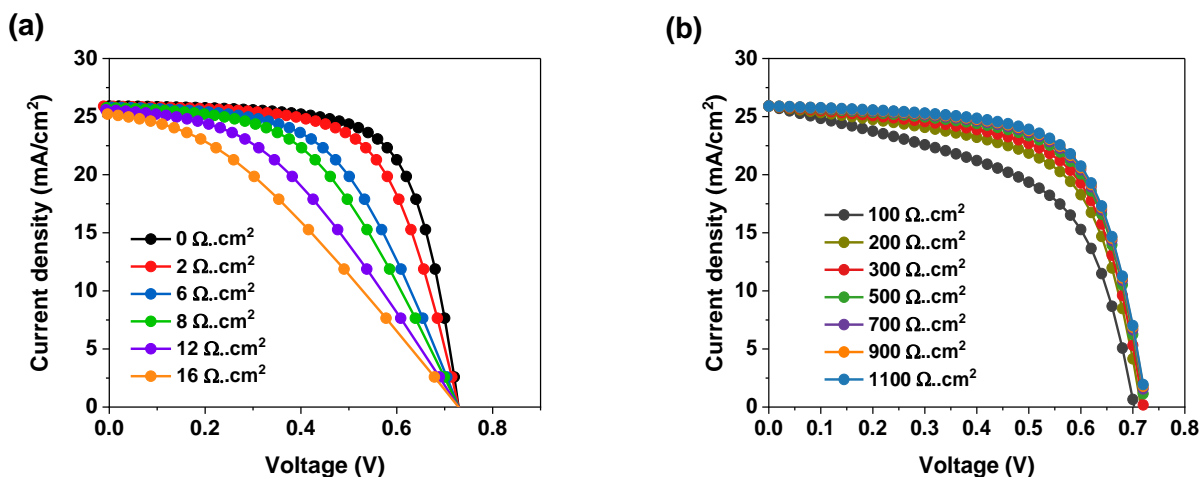 (a)
Current density (mA/cm²)
30
25
20
15
10
5
0
0 Ω..cm²
2 Ω..cm²
6 Ω..cm²
8 Ω..cm²
12 Ω..cm²
16 Ω..cm²
0.0 0.2 0.4 0.6 0.8
Voltage (V)
(b)
Current density (mA/cm²)
30
25
20
15
10
5
0
100 Ω..cm²
200 Ω..cm²
300 Ω..cm²
500 Ω..cm²
700 Ω..cm²
900 Ω..cm²
1100 Ω..cm²
0.0 0.1 0.2 0.3 0.4 0.5 0.6 0.7 0.8
Voltage (V)